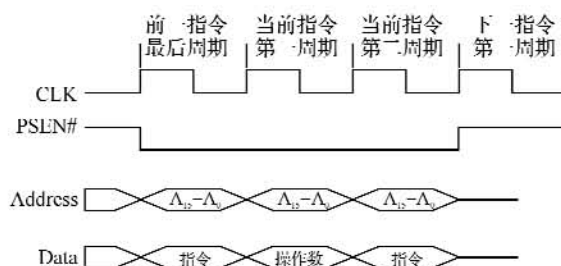 前一指令 当前指令 当前指令 下一指令
最后周期 第一周期 第二周期 第一周期
CLK
PSEN#
Address A₁₅-A₀ A₁₅-A₀ A₁₅-A₀
Data 指令 操作数 指令